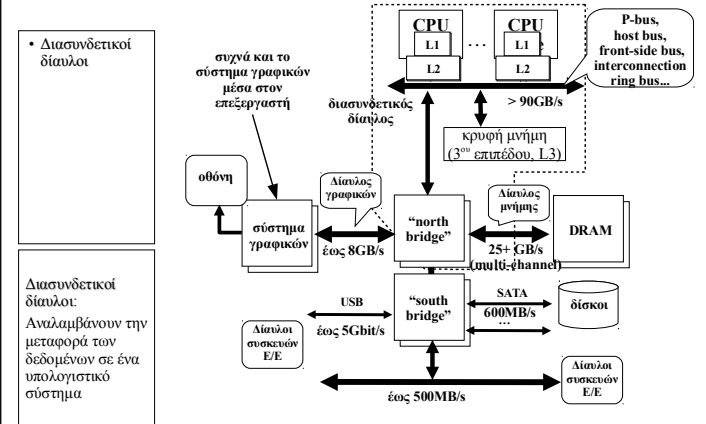 • Διασυνδετικοί
δίαυλοι
Διασυνδετικοί
δίαυλοι:
Αναλαμβάνουν την
μεταφορά των
δεδομένων σε ένα
υπολογιστικό
σύστημα
συχνά και το
σύστημα γραφικών
μέσα στον
επεξεργαστή
CPU
L1
L2
...
CPU
L1
L2
P-bus,
host bus,
front-side bus,
interconnection
ring bus...
> 90GB/s
διασυνδετικός
δίαυλος
κρυφή μνήμη
(3ου επιπέδου, L3)
οθόνη
Δίαυλος
γραφικών
Δίαυλος
μνήμης
σύστημα
γραφικών
έως 8GB/s
“north
bridge”
25+ GB/s
(multi-channel)
DRAM
USB
έως 5Gbit/s
“south
bridge”
SATA
600MB/s
...
δίσκοι
Δίαυλοι
συσκευών
Ε/Ε
έως 500MB/s
Δίαυλοι
συσκευών
Ε/Ε